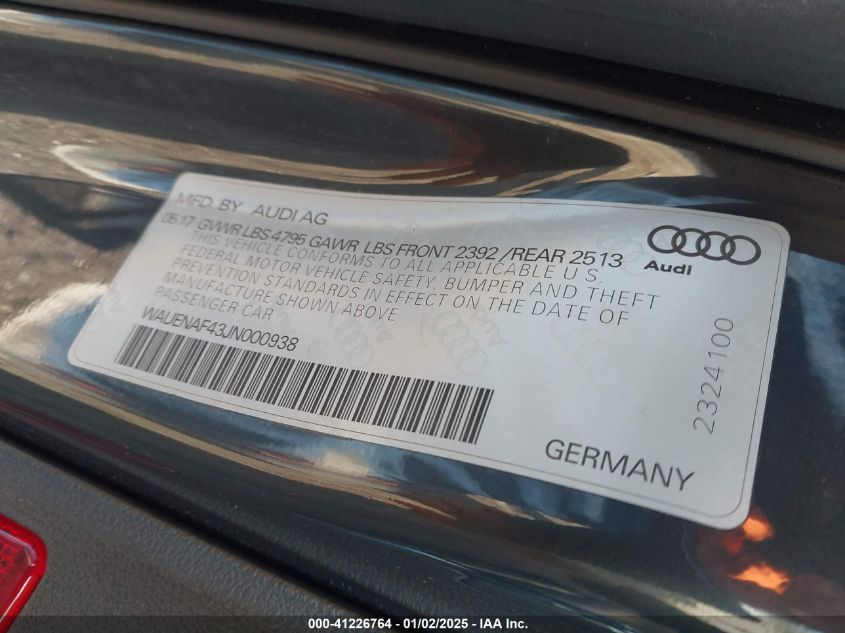 MFD. BY AUDI AG
05 17 GVWR LBS 4795 GAWR LBS FRONT 2392 /REAR 2513
THIS VEHICLE CONFORMS TO ALL APPLICABLE U S
FEDERAL MOTOR VEHICLE SAFETY, BUMPER AND THEFT
PREVENTION STANDARDS IN EFFECT ON THE DATE OF
MANUFACTURE SHOWN ABOVE
PASSENGER CAR
WAUENAF43JN000938
Audi
2324100
GERMANY
000-41226764 - 01/02/2025 - © IAA Inc.